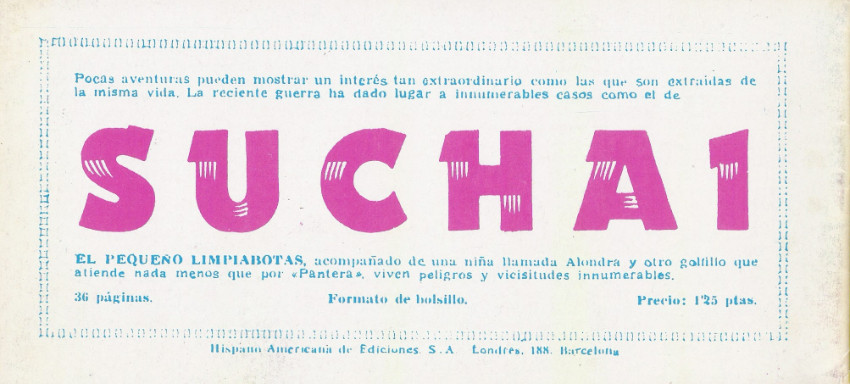 Pocas aventuras pueden mostrar un interés tan extraordinario como las que son extraidas de
la misma vida. La reciente guerra ha dado lugar a innumerables casos como el de
SUCHAI
EL PEQUEÑO LIMPIABOTAS, acompañado de una niña llamada Alondra y otro golfillo que
atiende nada menos que por «Pantera», viven peligros y vicisitudes innumerables.
36 páginas. Formato de bolsillo. Precio: 1'25 ptas.
Hispano Americana de Ediciones. S. A. Londres, 188. Barcelona